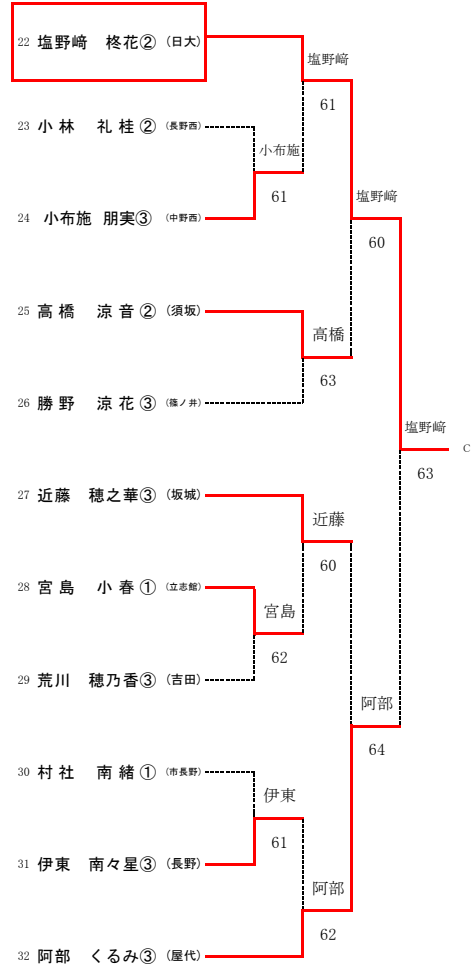 22 塩野﨑 柊花② (日大)
塩野﨑
61
23 小林 礼桂② (長野西)
小布施
61
24 小布施 朋実③ (中野西)
塩野﨑
60
25 高橋 涼音② (須坂)
高橋
63
26 勝野 涼花③ (篠ノ井)
塩野﨑
C
63
27 近藤 穂之華③ (坂城)
近藤
60
28 宮島 小春① (立志館)
宮島
62
29 荒川 穂乃香③ (吉田)
阿部
64
30 村社 南緒① (市長野)
伊東
61
31 伊東 南々星③ (長野)
阿部
62
32 阿部 くるみ③ (屋代)